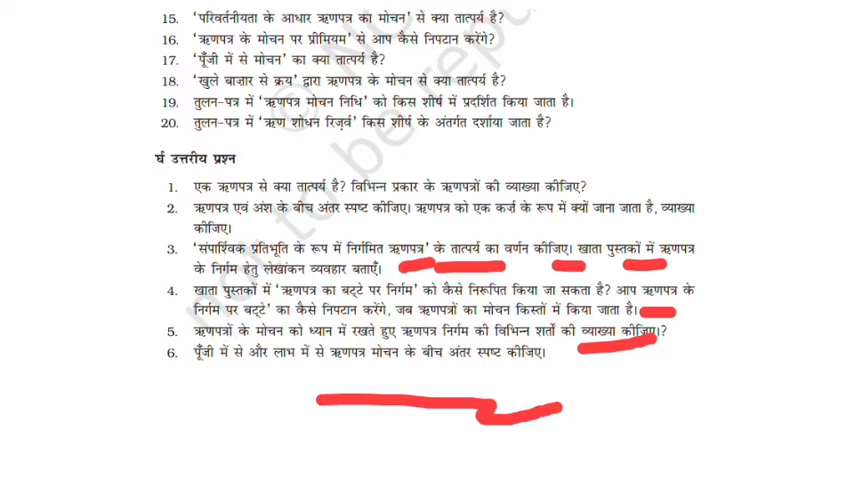 15. ‘परिवर्तनीयता के आधार ऋणपत्र का मोचन’ से क्या तात्पर्य है?
16. ‘ऋणपत्र के मोचन पर प्रीमियम’ से आप कैसे निपटान करेंगे?
17. ‘पूँजी में से मोचन’ का क्या तात्पर्य है?
18. ‘खुले बाज़ार से क्रय’ द्वारा ऋणपत्र के मोचन से क्या तात्पर्य है?
19. तुलन-पत्र में ‘ऋणपत्र मोचन निधि’ को किस शीर्ष में प्रदर्शित किया जाता है।
20. तुलन-पत्र में ‘ऋण शोधन रिज़र्व’ किस शीर्ष के अंतर्गत दर्शाया जाता है?
र्घ उत्तरीय प्रश्न
1. एक ऋणपत्र से क्या तात्पर्य है? विभिन्न प्रकार के ऋणपत्रों की व्याख्या कीजिए?
2. ऋणपत्र एवं अंश के बीच अंतर स्पष्ट कीजिए। ऋणपत्र को एक कर्ज़ के रूप में क्यों जाना जाता है, व्याख्या
कीजिए।
3. ‘संपार्श्विक प्रतिभूति के रूप में निर्गमित ऋणपत्र’ के तात्पर्य का वर्णन कीजिए। खाता पुस्तकों में ऋणपत्र
के निर्गम हेतु लेखांकन व्यवहार बताएँ।
4. खाता पुस्तकों में ‘ऋणपत्र का बट्टे पर निर्गम’ को कैसे निरूपित किया जा सकता है? आप ऋणपत्र के
निर्गम पर बट्टे’ का कैसे निपटान करेंगे, जब ऋणपत्रों का मोचन किस्तों में किया जाता है।
5. ऋणपत्रों के मोचन को ध्यान में रखते हुए ऋणपत्र निर्गम की विभिन्न शर्तों की व्याख्या कीजिए।?
6. पूँजी में से और लाभ में से ऋणपत्र मोचन के बीच अंतर स्पष्ट कीजिए।
© NC
not to be repu